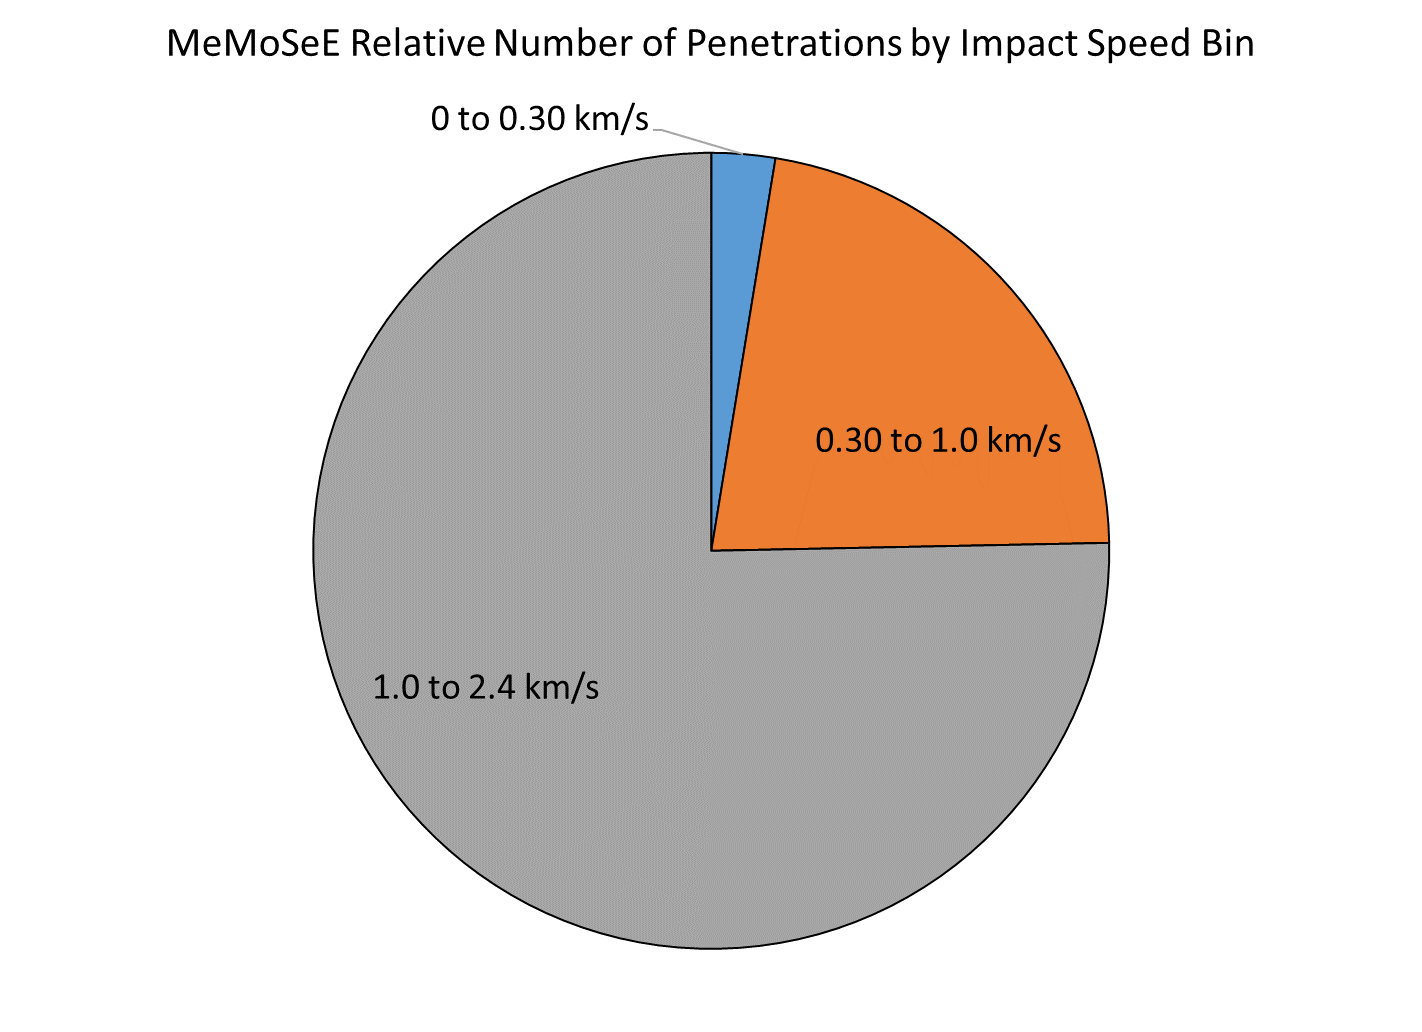 MeMoSeE Relative Number of Penetrations by Impact Speed Bin
0 to 0.30 km/s
0.30 to 1.0 km/s
1.0 to 2.4 km/s